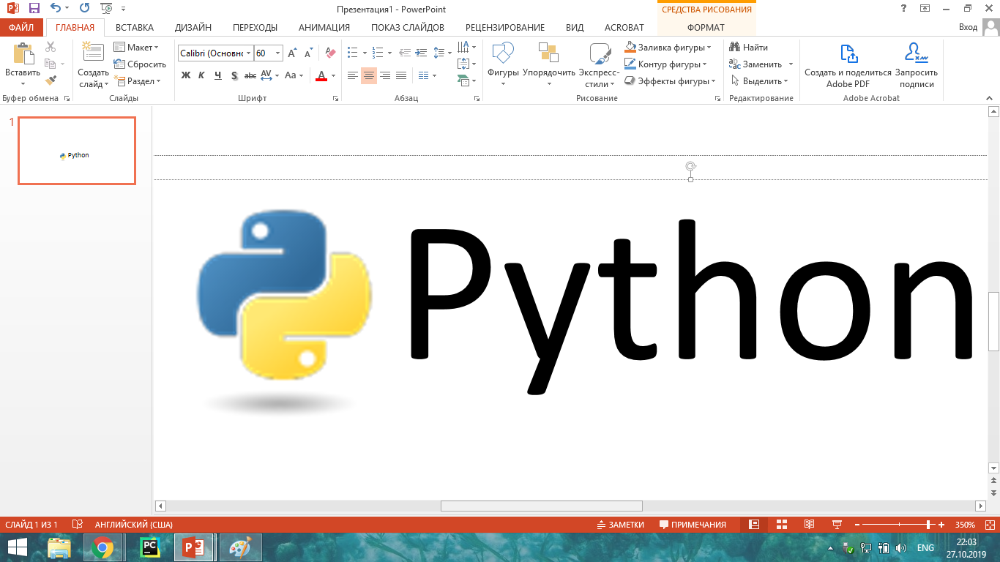 Презентация1 - PowerPoint
СРЕДСТВА РИСОВАНИЯ
?
ФАЙЛ ГЛАВНАЯ ВСТАВКА ДИЗАЙН ПЕРЕХОДЫ АНИМАЦИЯ ПОКАЗ СЛАЙДОВ РЕЦЕНЗИРОВАНИЕ ВИД ACROBAT ФОРМАТ Вход
Вставить
Буфер обмена
Создать слайд
Макет
Сбросить
Раздел
Слайды
Calibri (Основно 60
Ж К Ч S abc AV Aa А
Шрифт
Абзац
Фигуры
Упорядочить
Экспресс-стили
Заливка фигуры
Контур фигуры
Эффекты фигуры
Рисование
Найти
Заменить
Выделить
Редактирование
Создать и поделиться
Adobe PDF
Запросить
подписи
Adobe Acrobat
1
Python
Python
СЛАЙД 1 ИЗ 1 АНГЛИЙСКИЙ (США) ЗАМЕТКИ ПРИМЕЧАНИЯ 350%
PC
ENG
22:03
27.10.2019